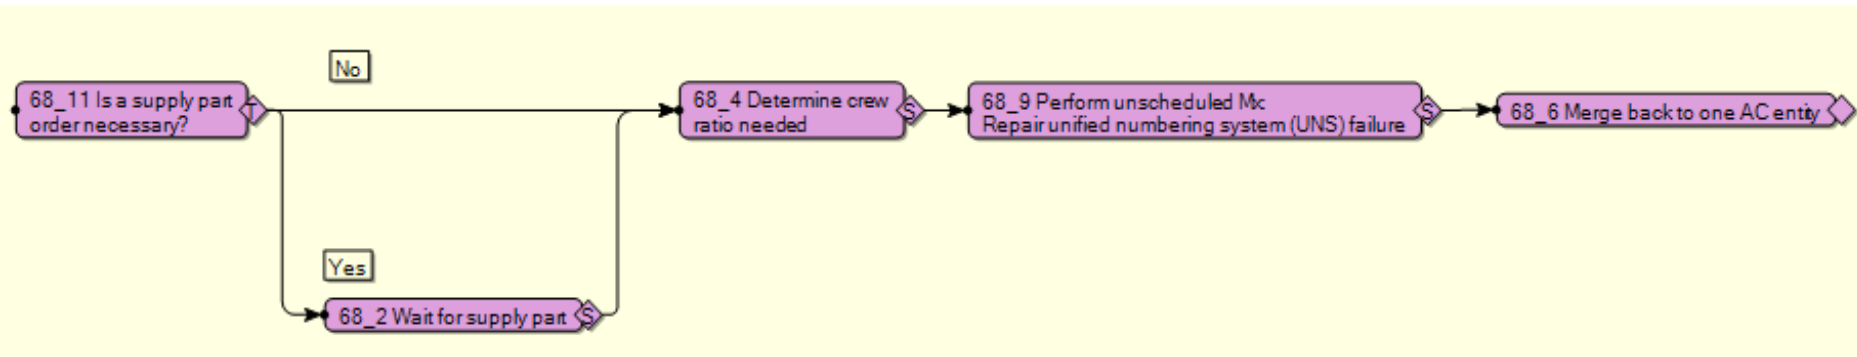 No
68_11 Is a supply part
order necessary?
T
68_4 Determine crew
ratio needed
S
68_9 Perform unscheduled Mx
Repair unified numbering system (UNS) failure
S
68_6 Merge back to one AC entity
Yes
68_2 Wait for supply part
S